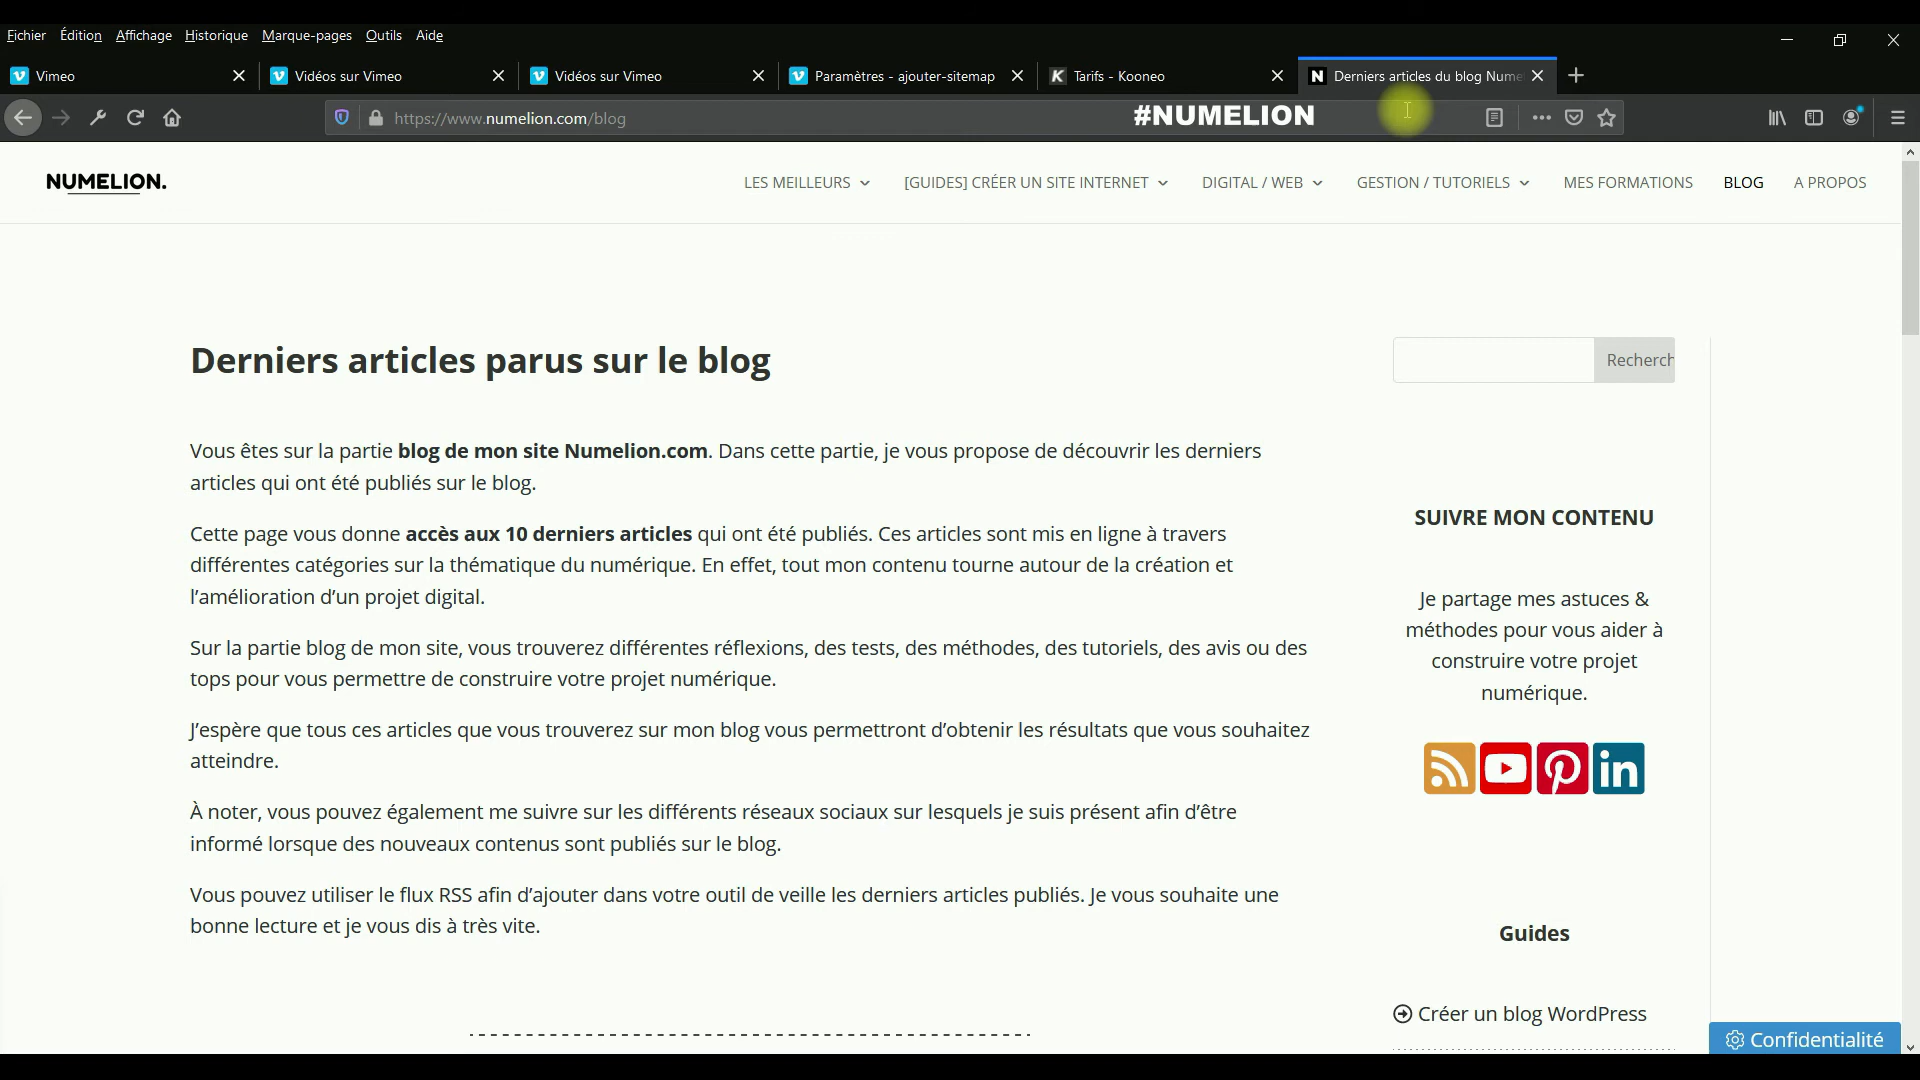 Fichier Édition Affichage Historique Marque-pages Outils Aide
Vimeo Vidéos sur Vimeo Vidéos sur Vimeo Paramètres - ajouter-sitemap Tarifs - Kooneo Derniers articles du blog Nume
https://www.numelion.com/blog #NUMELION
NUMELION. LES MEILLEURS [GUIDES] CRÉER UN SITE INTERNET DIGITAL / WEB GESTION / TUTORIELS MES FORMATIONS BLOG A PROPOS
Derniers articles parus sur le blog
Recherch
Vous êtes sur la partie blog de mon site Numelion.com. Dans cette partie, je vous propose de découvrir les derniers
articles qui ont été publiés sur le blog.
Cette page vous donne accès aux 10 derniers articles qui ont été publiés. Ces articles sont mis en ligne à travers
différentes catégories sur la thématique du numérique. En effet, tout mon contenu tourne autour de la création et
l’amélioration d’un projet digital.
Sur la partie blog de mon site, vous trouverez différentes réflexions, des tests, des méthodes, des tutoriels, des avis ou des
tops pour vous permettre de construire votre projet numérique.
J’espère que tous ces articles que vous trouverez sur mon blog vous permettront d’obtenir les résultats que vous souhaitez
atteindre.
À noter, vous pouvez également me suivre sur les différents réseaux sociaux sur lesquels je suis présent afin d’être
informé lorsque des nouveaux contenus sont publiés sur le blog.
Vous pouvez utiliser le flux RSS afin d’ajouter dans votre outil de veille les derniers articles publiés. Je vous souhaite une
bonne lecture et je vous dis à très vite.
SUIVRE MON CONTENU
Je partage mes astuces &
méthodes pour vous aider à
construire votre projet
numérique.
Guides
Créer un blog WordPress
Confidentialité